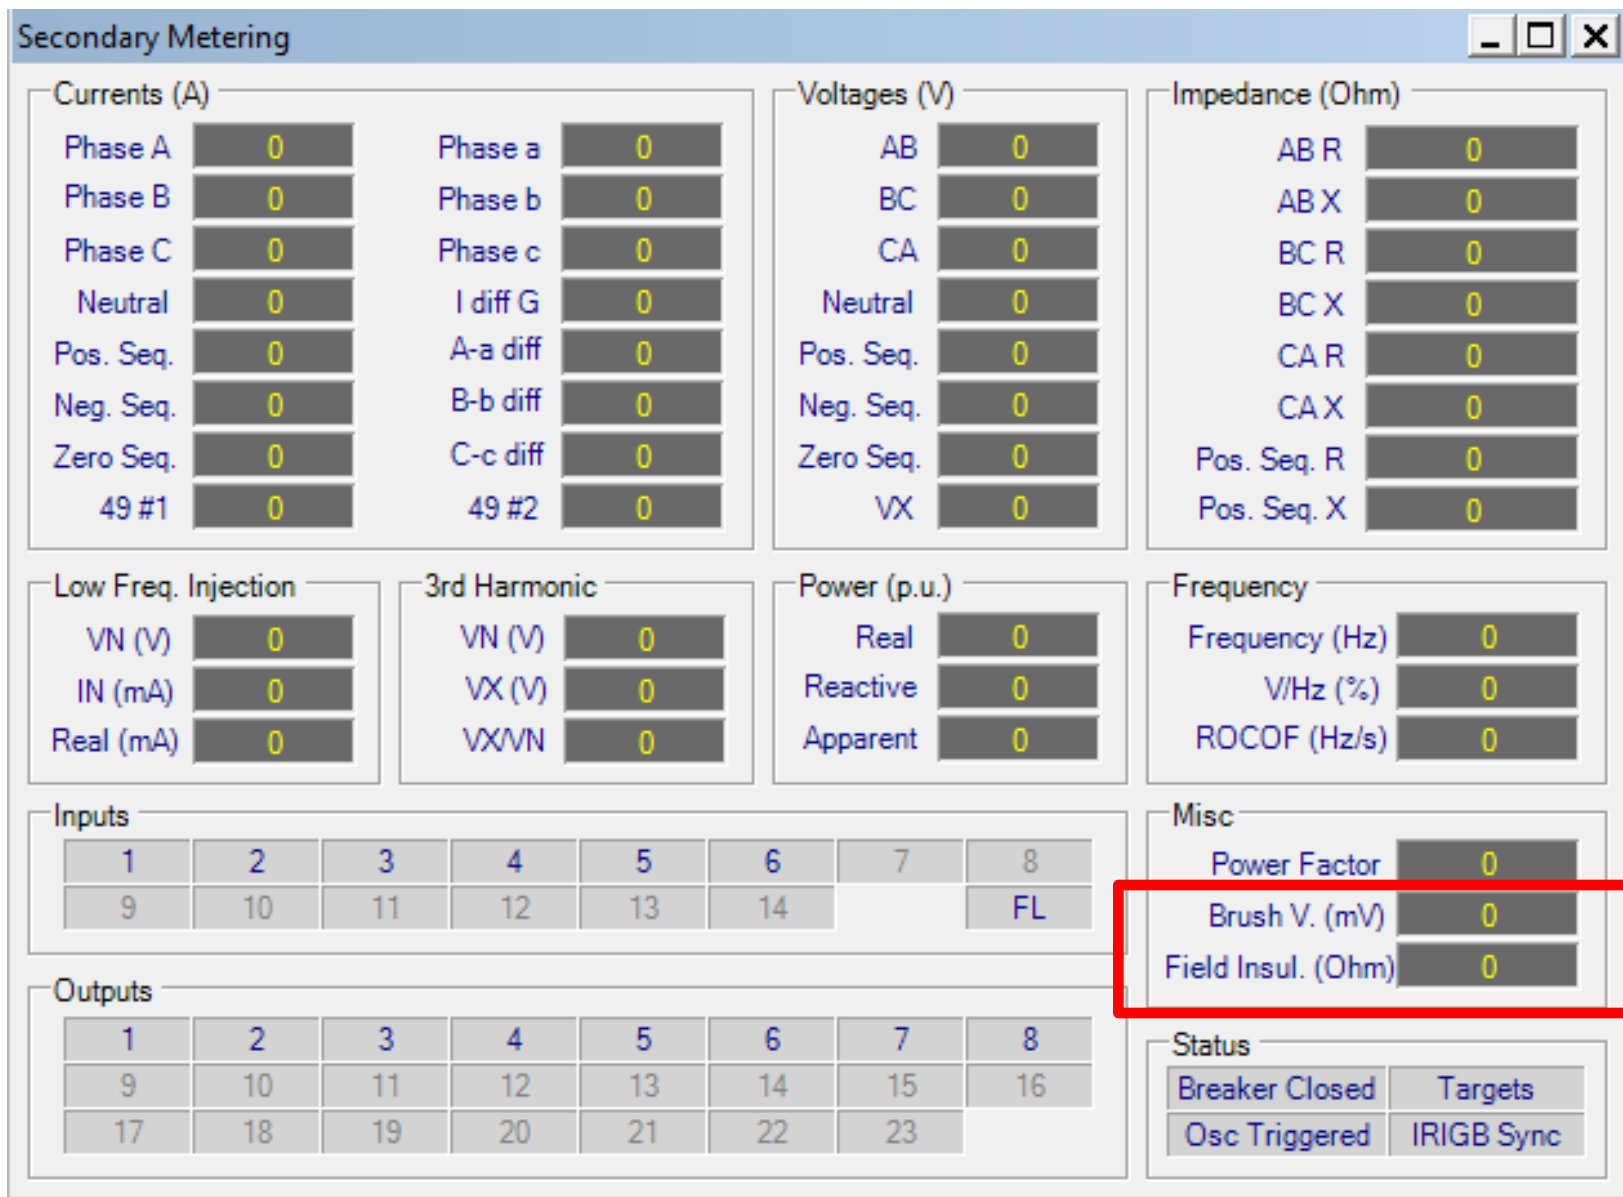 Secondary Metering
Currents (A)
Phase A 0 Phase a 0
Phase B 0 Phase b 0
Phase C 0 Phase c 0
Neutral 0 I diff G 0
Pos. Seq. 0 A-a diff 0
Neg. Seq. 0 B-b diff 0
Zero Seq. 0 C-c diff 0
49 #1 0 49 #2 0
Voltages (V)
AB 0
BC 0
CA 0
Neutral 0
Pos. Seq. 0
Neg. Seq. 0
Zero Seq. 0
VX 0
Impedance (Ohm)
AB R 0
AB X 0
BC R 0
BC X 0
CA R 0
CA X 0
Pos. Seq. R 0
Pos. Seq. X 0
Low Freq. Injection
VN (V) 0
IN (mA) 0
Real (mA) 0
3rd Harmonic
VN (V) 0
VX (V) 0
VX/VN 0
Power (p.u.)
Real 0
Reactive 0
Apparent 0
Frequency
Frequency (Hz) 0
V/Hz (%) 0
ROCOF (Hz/s) 0
Inputs
1 2 3 4 5 6 7 8
9 10 11 12 13 14 FL
Misc
Power Factor 0
Brush V. (mV) 0
Field Insul. (Ohm) 0
Outputs
1 2 3 4 5 6 7 8
9 10 11 12 13 14 15 16
17 18 19 20 21 22 23
Status
Breaker Closed Targets
Osc Triggered IRIGB Sync